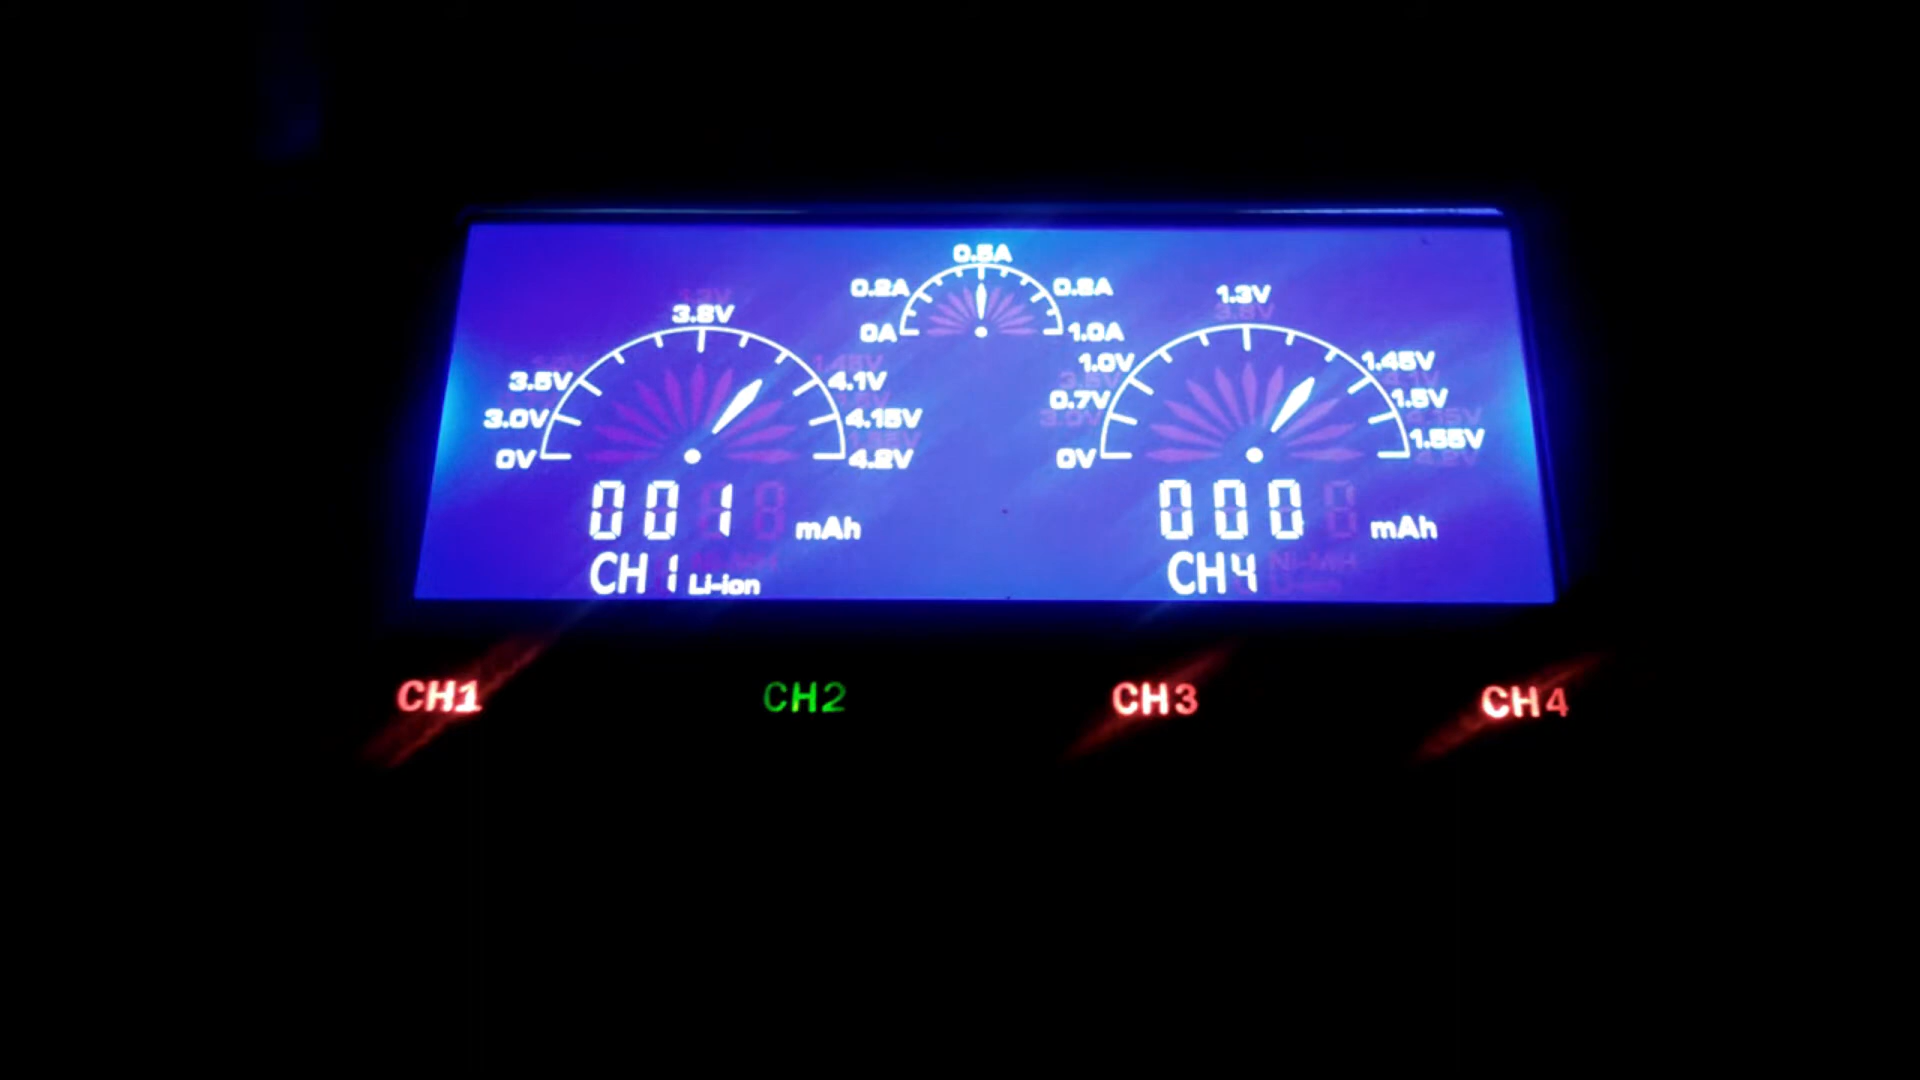 0.5A
0.2A 0.8A
0A 1.0A
3.8V
3.5V 4.1V
3.0V 4.15V
0V 4.2V
001 mAh
CH1 Li-ion
1.3V
1.0V 1.45V
0.7V 1.5V
0V 1.55V
000 mAh
CH4
CH1 CH2 CH3 CH4